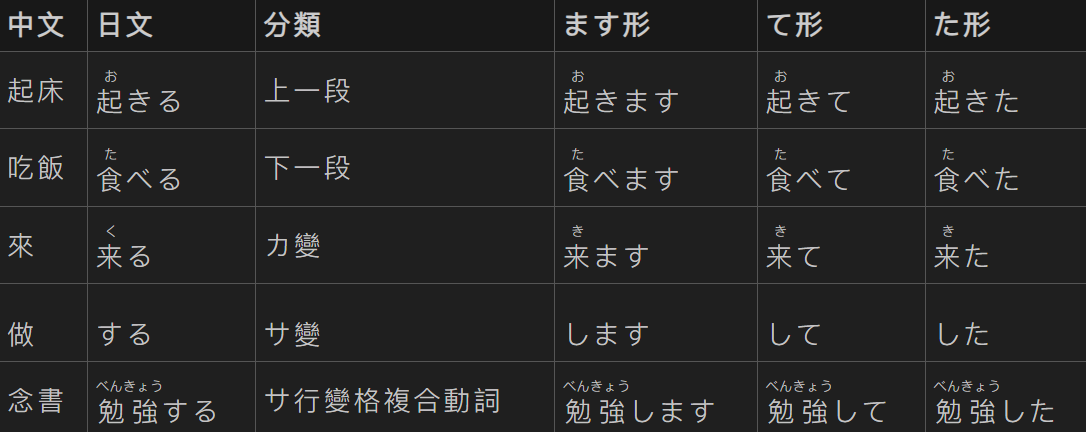 中文 日文 分類 ます形 て形 た形
お お お お
起床 起きる 上一段 起きます 起きて 起きた
た た た た
吃飯 食べる 下一段 食べます 食べて 食べた
く き き き
來 来る カ變 来ます 来て 来た
做 する サ變 します して した
べんきょう べんきょう べんきょう べんきょう
念書 勉強する サ行變格複合動詞 勉強します 勉強して 勉強した